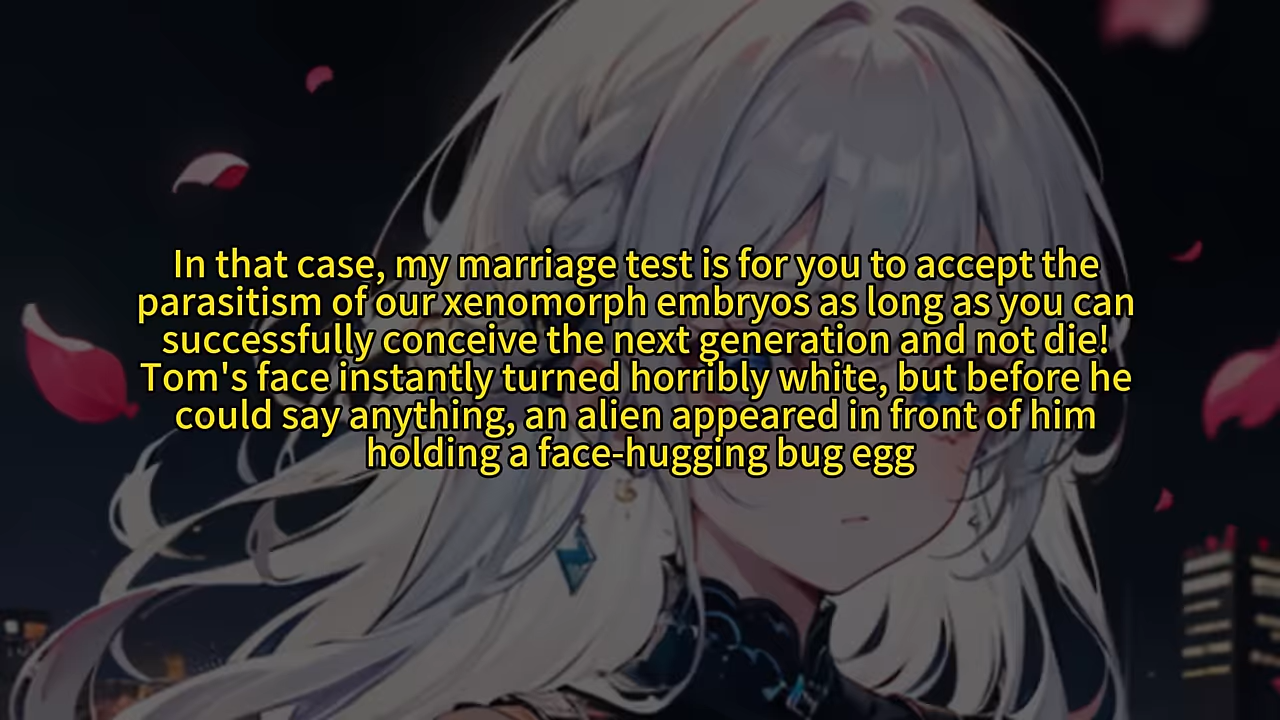 In that case, my marriage test is for you to accept the
parasitism of our xenomorph embryos as long as you can
successfully conceive the next generation and not die!
Tom's face instantly turned horribly white, but before he
could say anything, an alien appeared in front of him
holding a face-hugging bug egg